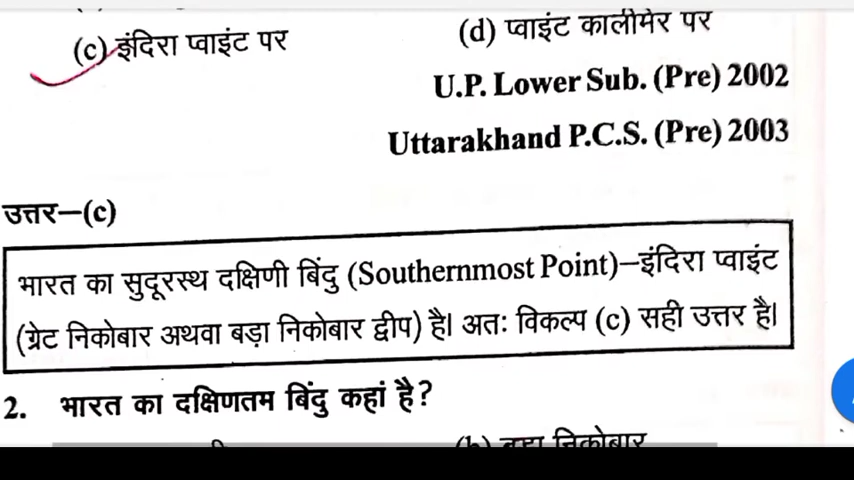 (c) इंदिरा प्वाइंट पर
(d) प्वाइंट कालीमेर पर
U.P. Lower Sub. (Pre) 2002
Uttarakhand P.C.S. (Pre) 2003
उत्तर—(c)
भारत का सुदूरस्थ दक्षिणी बिंदु (Southernmost Point)–इंदिरा प्वाइंट
(ग्रेट निकोबार अथवा बड़ा निकोबार द्वीप) है। अतः विकल्प (c) सही उत्तर है।
2. भारत का दक्षिणतम बिंदु कहां है?
(b) बड़ा निकोबार